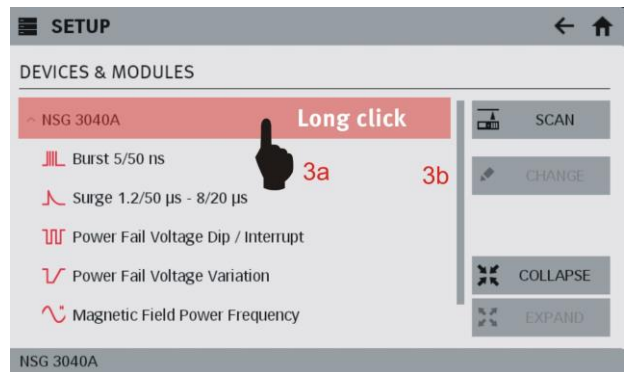 SETUP
DEVICES & MODULES
NSG 3040A
Long click
SCAN
Burst 5/50 ns
3a
3b
CHANGE
Surge 1.2/50 µs - 8/20 µs
Power Fail Voltage Dip / Interrupt
Power Fail Voltage Variation
COLLAPSE
Magnetic Field Power Frequency
EXPAND
NSG 3040A